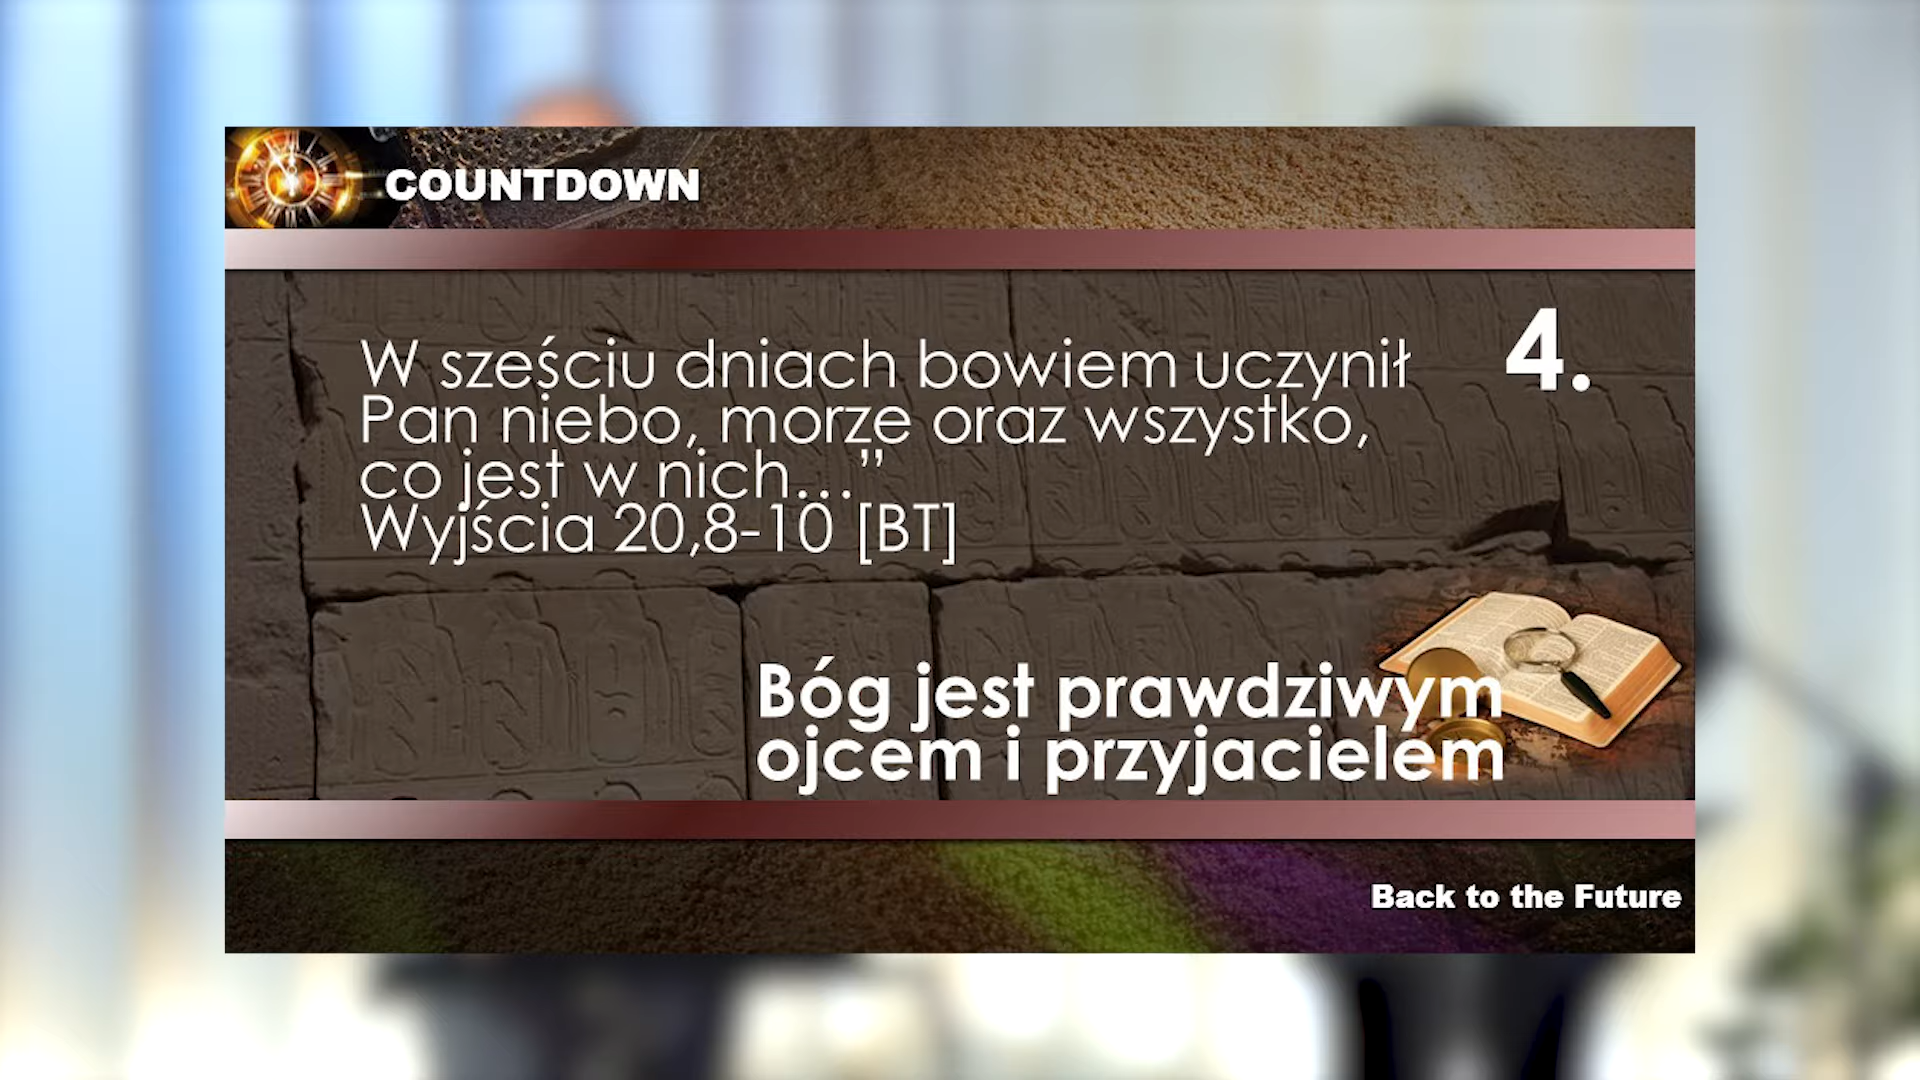 COUNTDOWN
W sześciu dniach bowiem uczynił
Pan niebo, morze oraz wszystko,
co jest w nich…”
Wyjścia 20,8-10 [BT]
4.
Bóg jest prawdziwym
ojcem i przyjacielem
Back to the Future